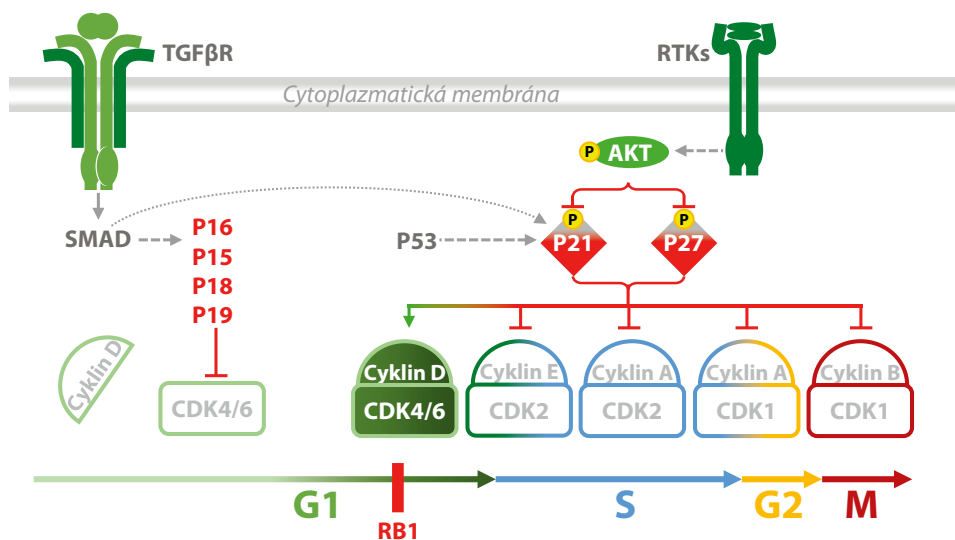 TGFβR
RTKs
Cytoplazmatická membrána
P AKT
SMAD
P16
P15
P18
P19
P53
P
P21
P
P27
Cyklin D
CDK4/6
Cyklin D
CDK4/6
Cyklin E
CDK2
Cyklin A
CDK2
Cyklin A
CDK1
Cyklin B
CDK1
G1
RB1
S
G2
M